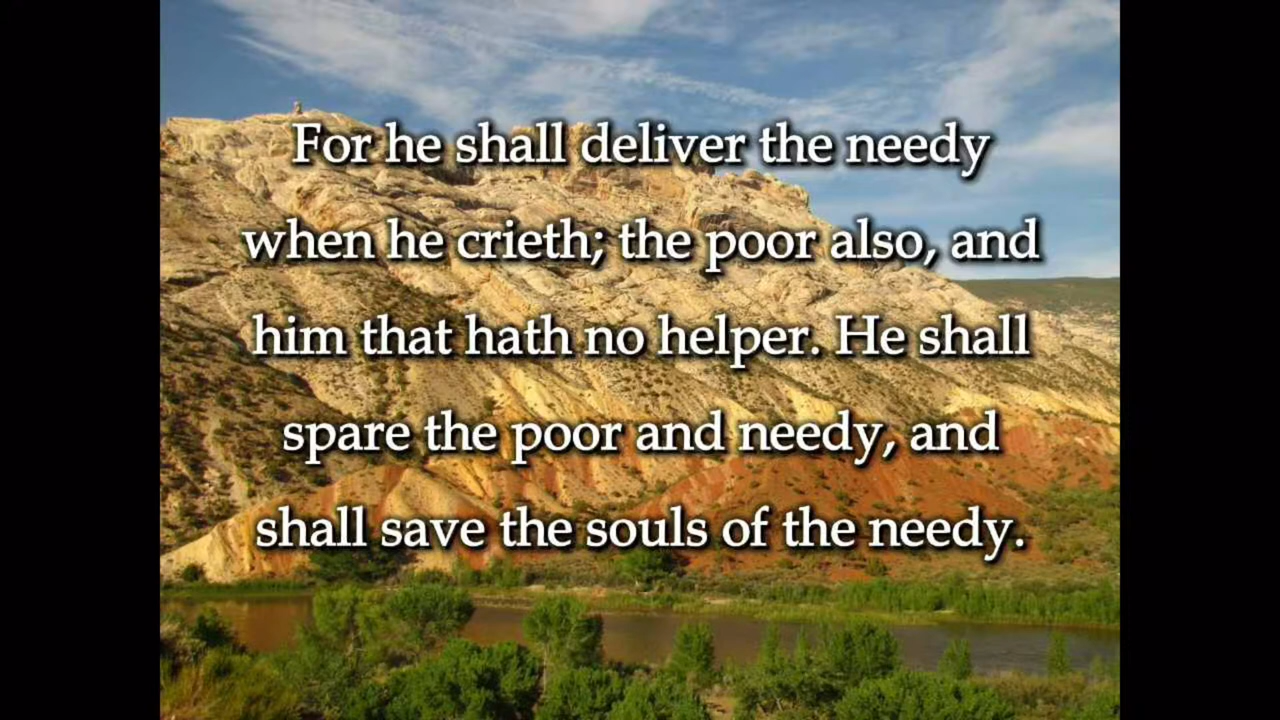 For he shall deliver the needy
when he crieth; the poor also, and
him that hath no helper. He shall
spare the poor and needy, and
shall save the souls of the needy.